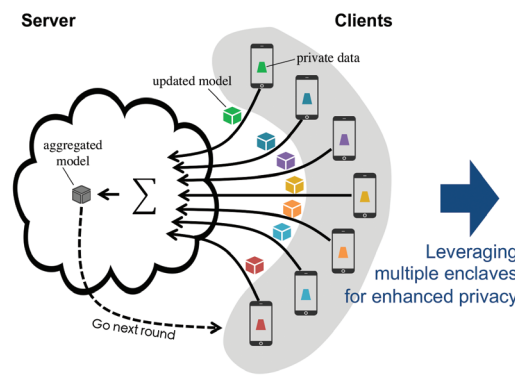 Server
Clients
private data
updated model
aggregated
model
Σ
Leveraging
multiple enclaves
for enhanced privacy
Go next round